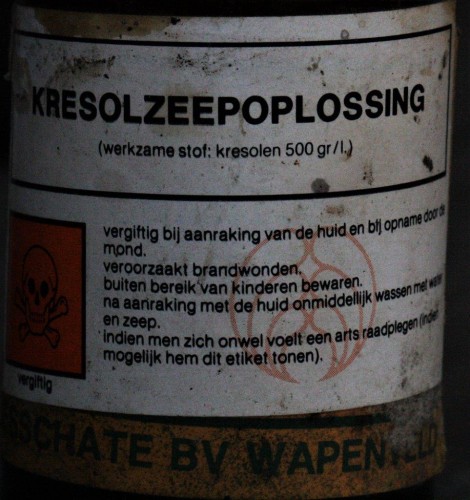 KRESOLZEEPOPLOSSING
(werkzame stof: kresolen 500 gr/l.)
vergiftig bij aanraking van de huid en bij opname door de
mond.
veroorzaakt brandwonden.
buiten bereik van kinderen bewaren.
na aanraking met de huid onmiddellijk wassen met water
en zeep.
indien men zich onwel voelt een arts raadplegen (indien
mogelijk hem dit etiket tonen).
vergiftig
BV